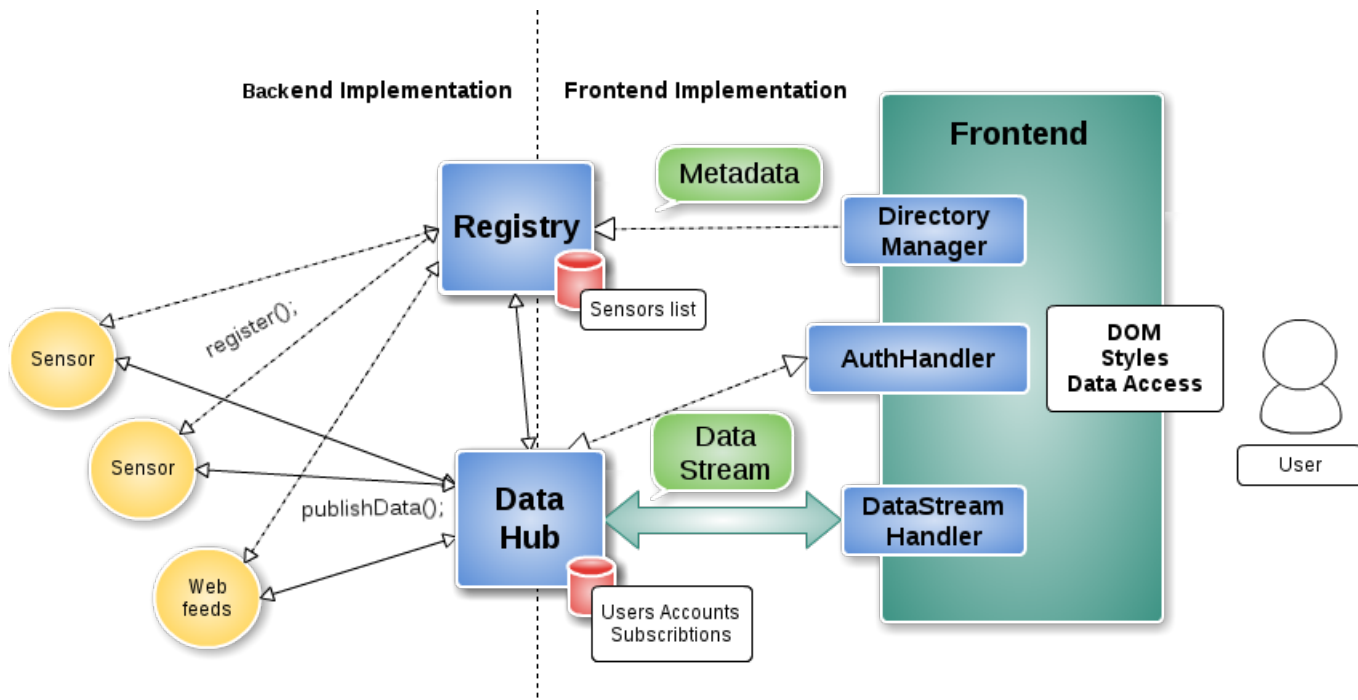 Backend Implementation
Frontend Implementation
Frontend
Metadata
Registry
Directory
Manager
Sensors list
register();
Sensor
AuthHandler
DOM
Styles
Data Access
Sensor
Data
Stream
User
publishData();
Data
Hub
DataStream
Handler
Web
feeds
Users Accounts
Subscribtions